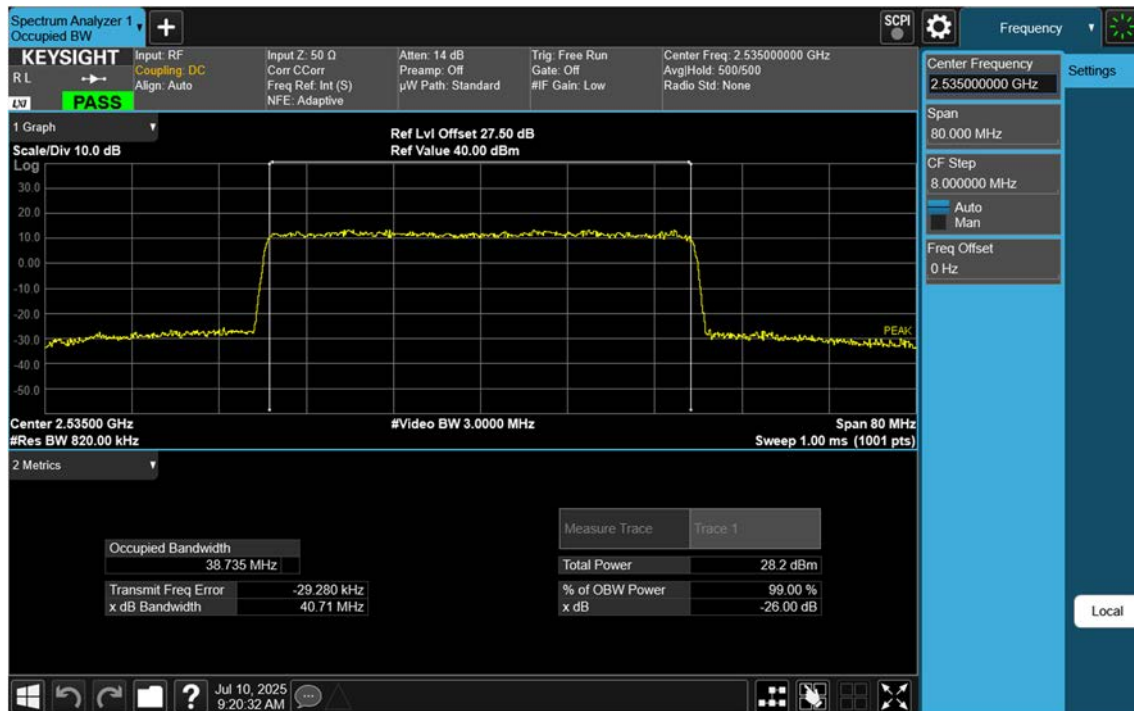 Spectrum Analyzer 1
Occupied BW
SCPI
Frequency
KEYSIGHT
R L
LXI
PASS
Input: RF
Coupling: DC
Align: Auto
Input Z: 50 Ω
Corr CCorr
Freq Ref: Int (S)
NFE: Adaptive
Atten: 14 dB
Preamp: Off
µW Path: Standard
Trig: Free Run
Gate: Off
#IF Gain: Low
Center Freq: 2.535000000 GHz
Avg|Hold: 500/500
Radio Std: None
Center Frequency
2.535000000 GHz
Settings
Span
80.000 MHz
CF Step
8.000000 MHz
Auto
Man
Freq Offset
0 Hz
Local
1 Graph
Scale/Div 10.0 dB
Ref Lvl Offset 27.50 dB
Ref Value 40.00 dBm
Log
30.0
20.0
10.0
0.00
-10.0
-20.0
-30.0
-40.0
-50.0
PEAK
Center 2.53500 GHz
#Video BW 3.0000 MHz
Span 80 MHz
#Res BW 820.00 kHz
Sweep 1.00 ms (1001 pts)
2 Metrics
Measure Trace Trace 1
Occupied Bandwidth
38.735 MHz
Total Power 28.2 dBm
Transmit Freq Error -29.280 kHz
% of OBW Power 99.00 %
x dB Bandwidth 40.71 MHz
x dB -26.00 dB
?
Jul 10, 2025
9:20:32 AM